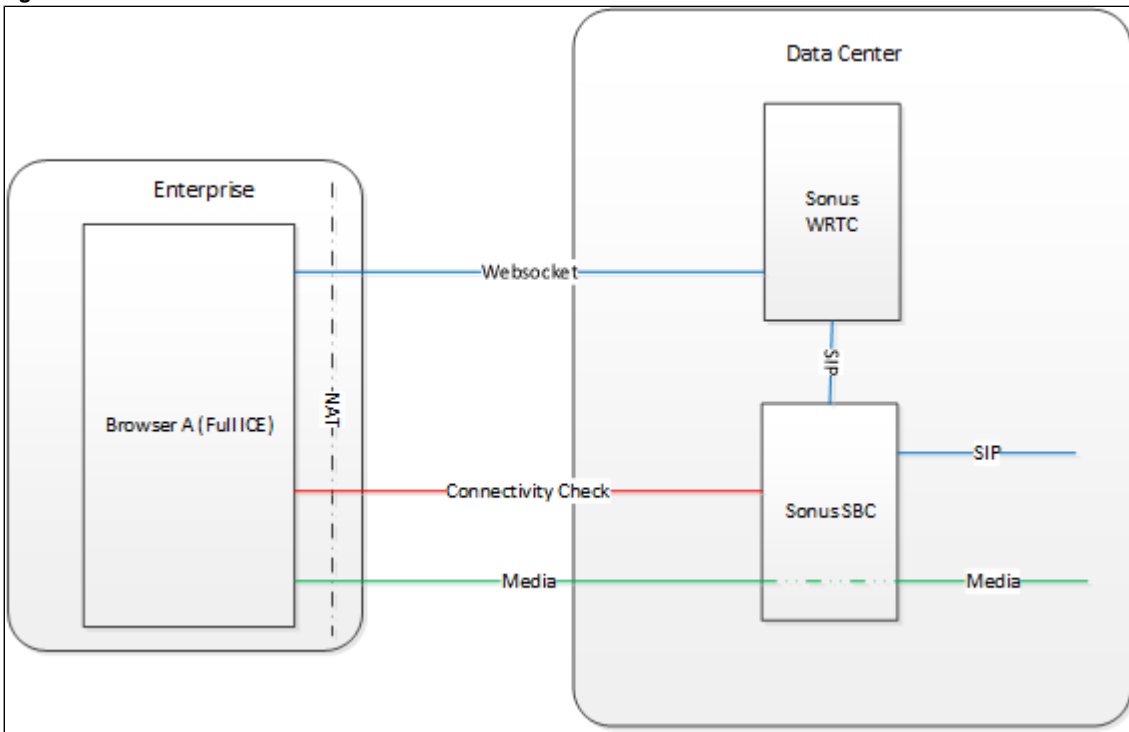 Data Center
Enterprise
Sonus
WRTC
Websocket
SIP
NAT
Browser A (Full ICE)
SIP
Connectivity Check
Sonus SBC
Media
Media